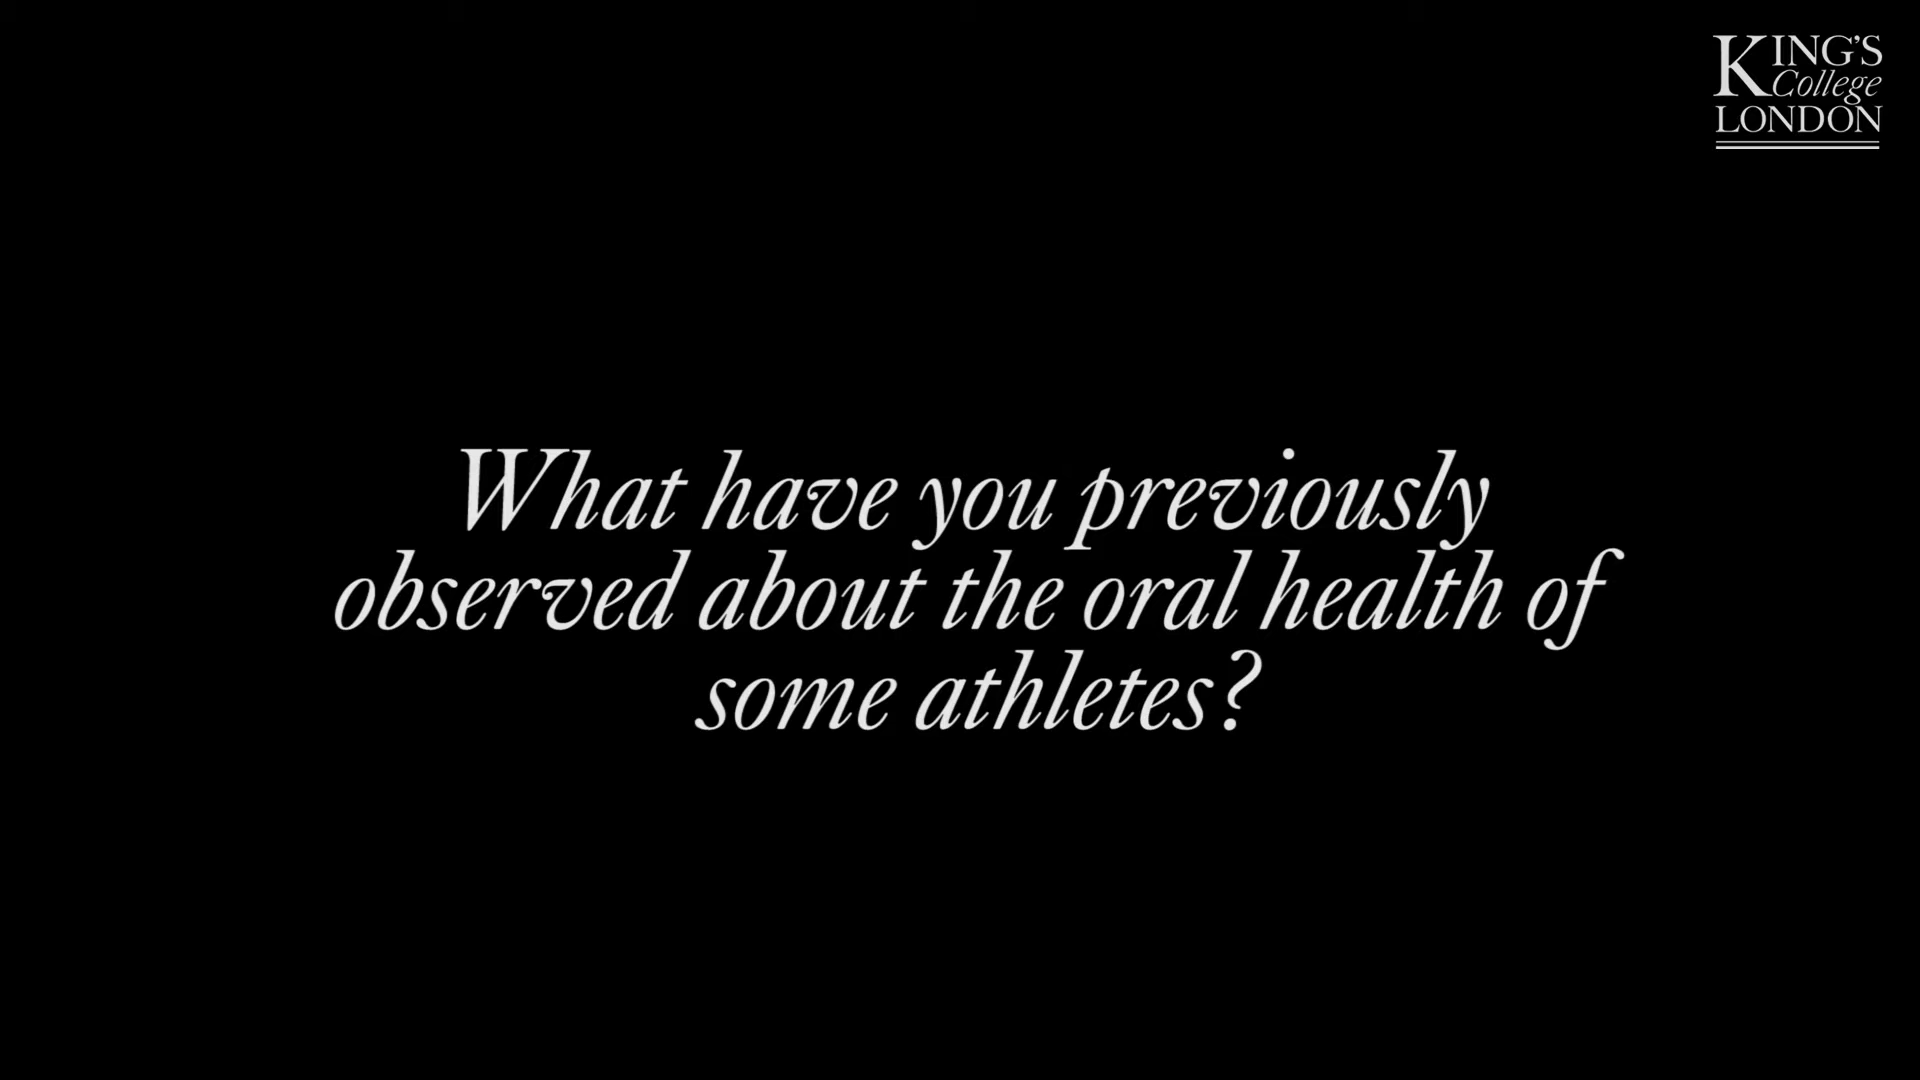 KING'S
College
LONDON
What have you previously
observed about the oral health of
some athletes?